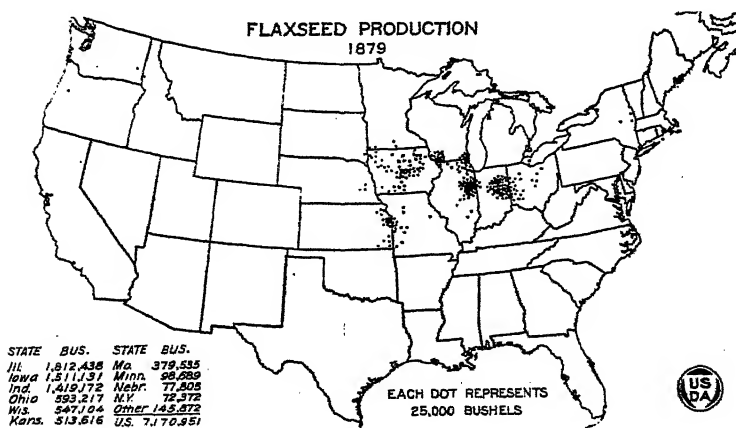 FLAXSEED PRODUCTION
1879
STATE BUS. STATE BUS.
Ill. 1,812,438 Mo. 379,535
Iowa 1,511,131 Minn. 98,689
Ind. 1,419,172 Nebr. 77,805
Ohio 593,217 N.Y. 72,372
Wis. 547,104 Other 145,872
Kans. 513,616 U.S. 7,170,951
EACH DOT REPRESENTS
25,000 BUSHELS
US
DA